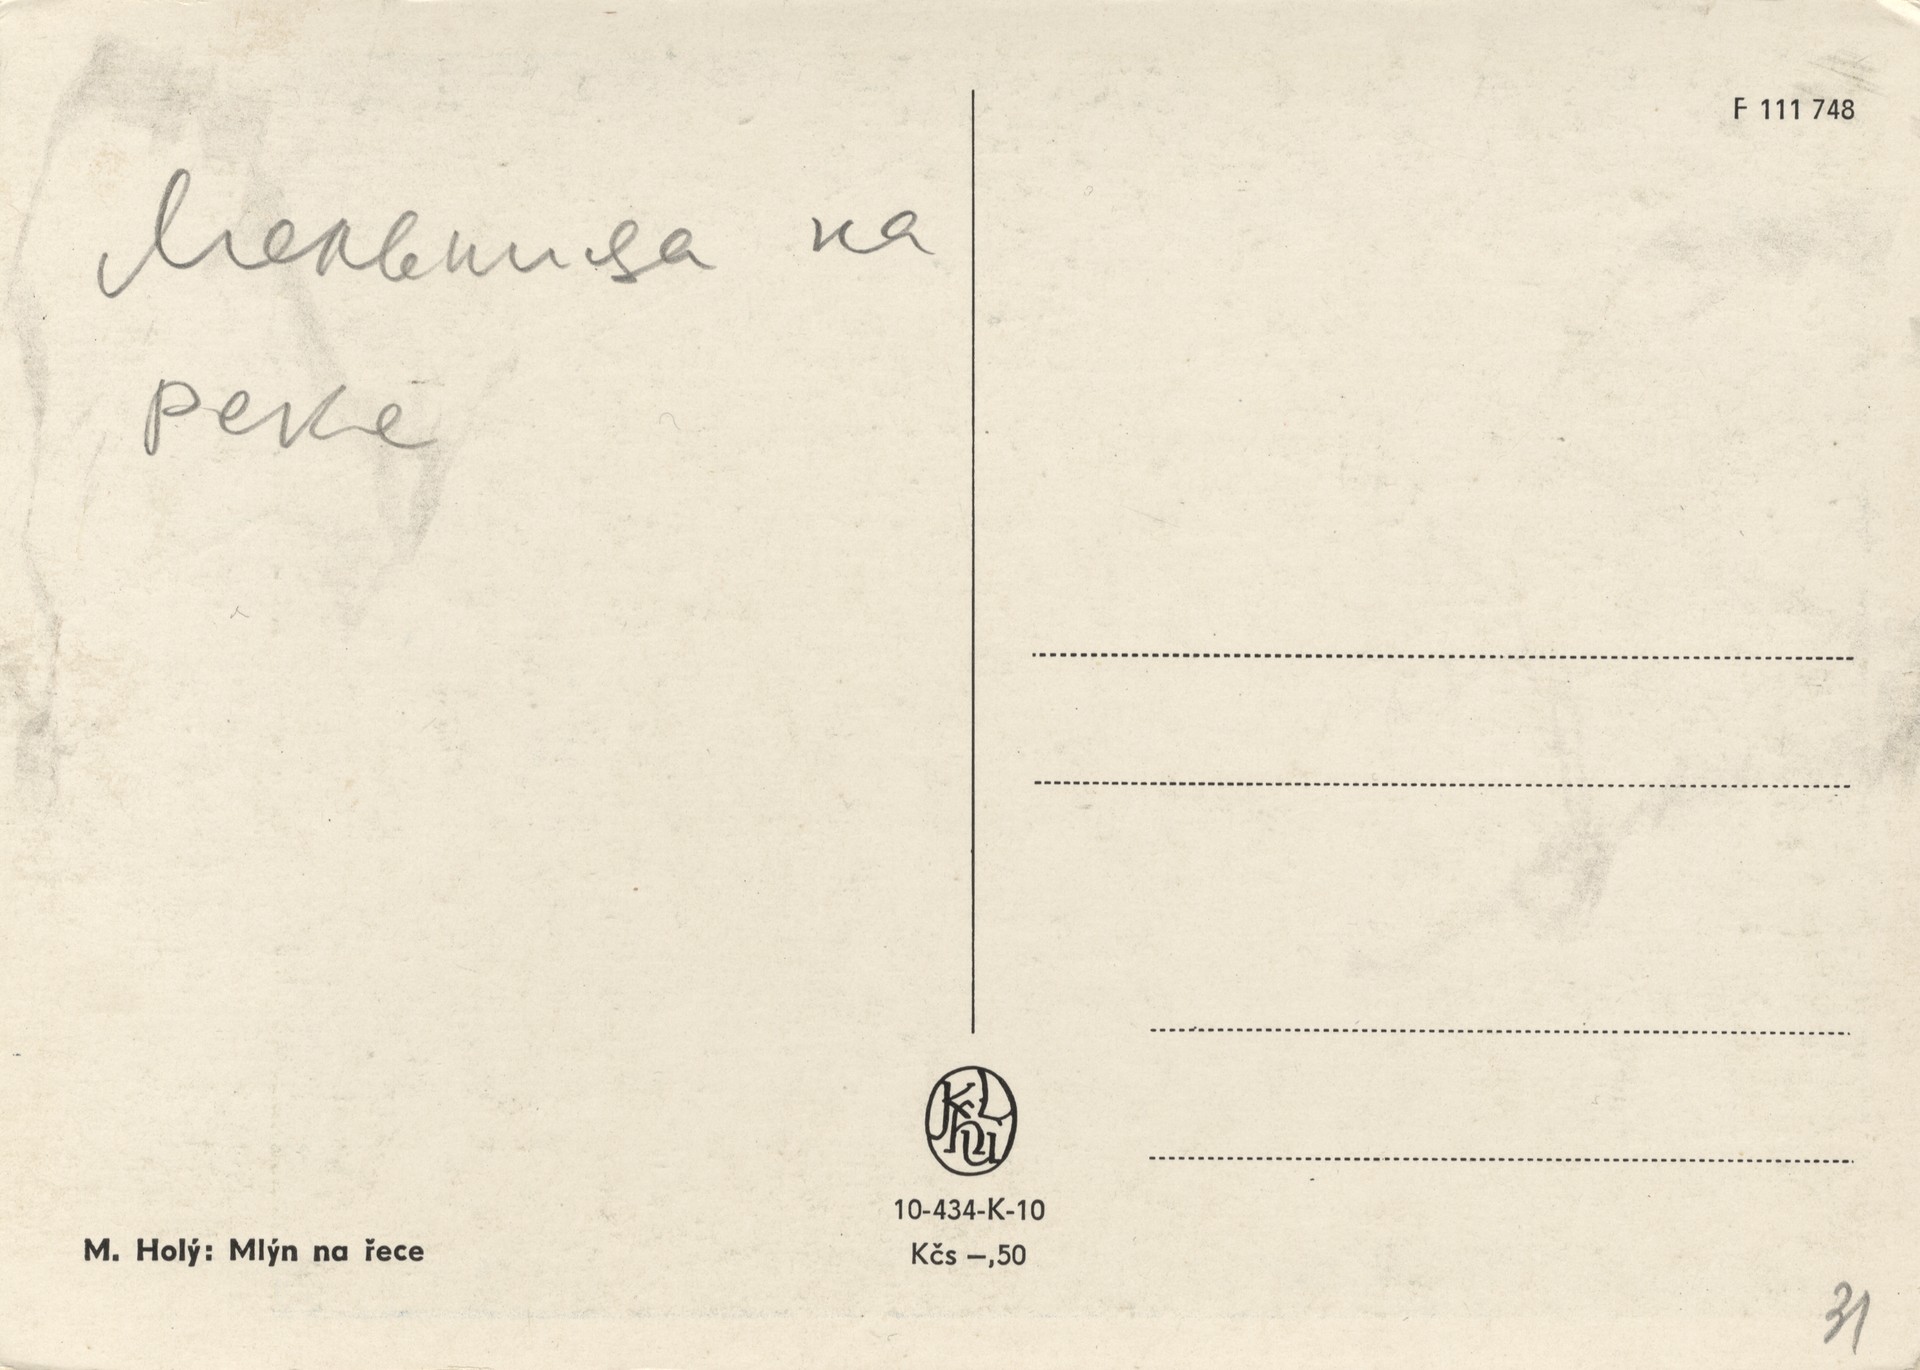 Мельница на
реке
F 111 748
10-434-K-10
Kčs –,50
M. Holý: Mlýn na řece
31